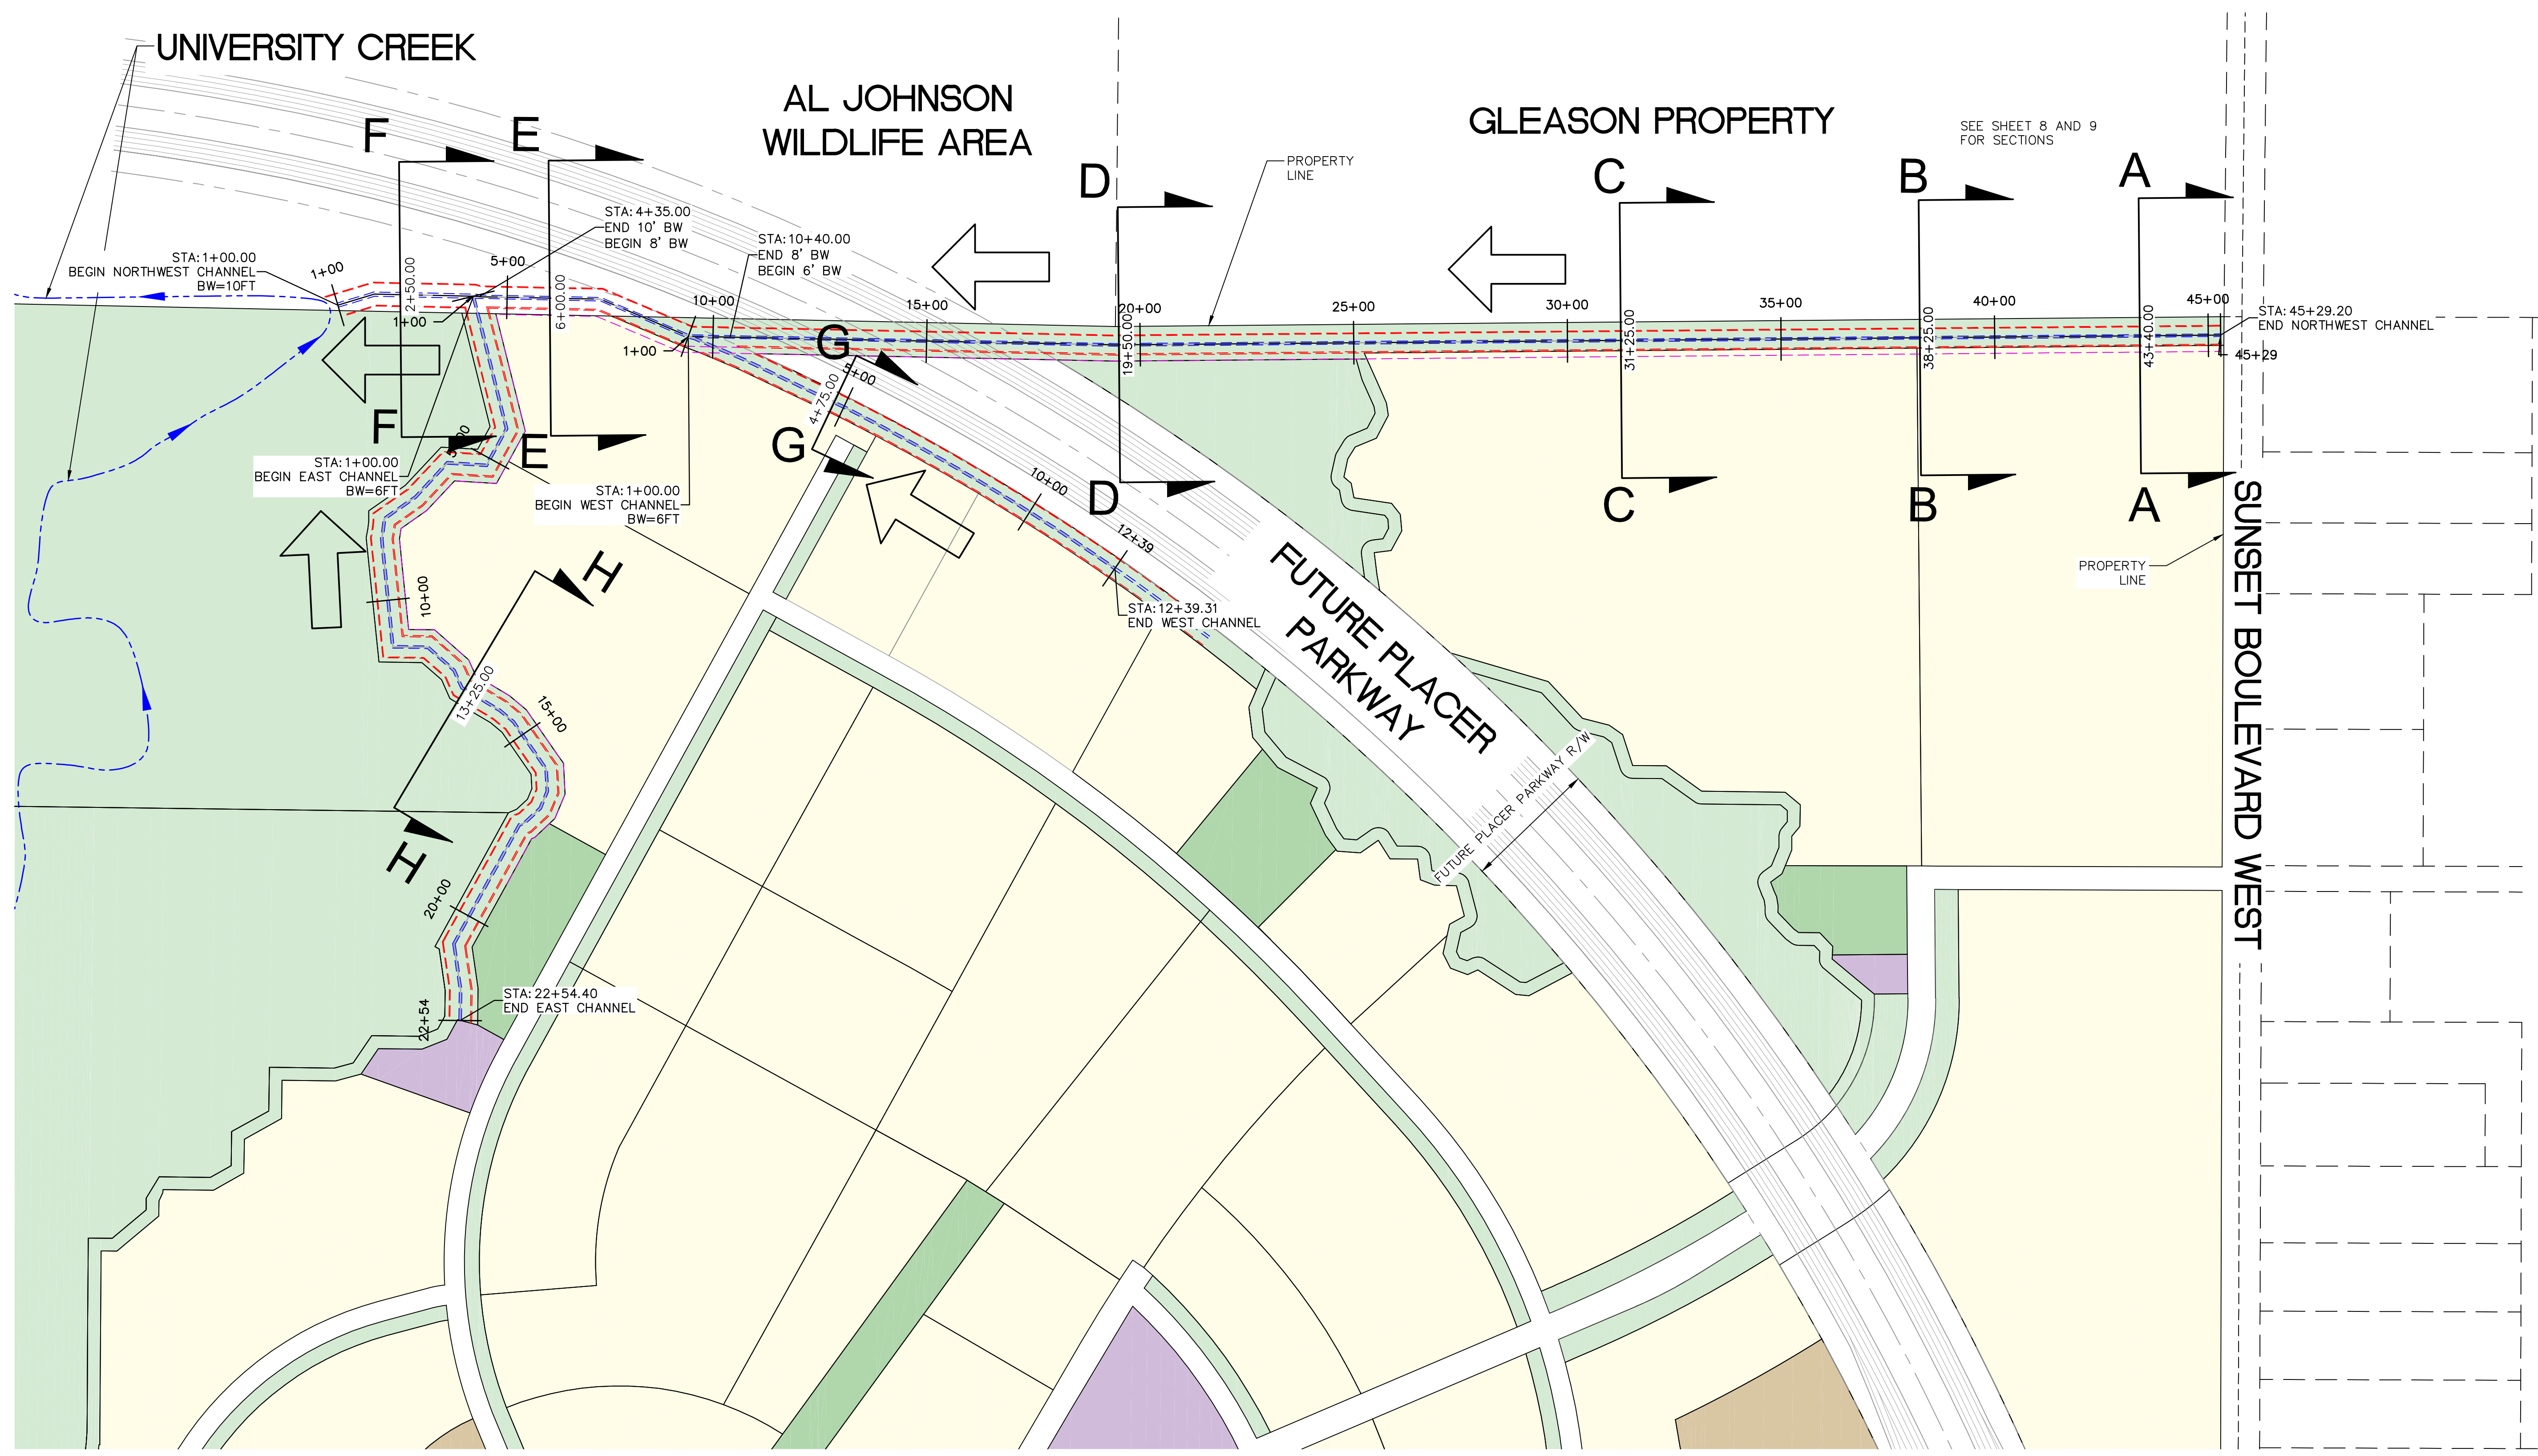 UNIVERSITY CREEK
AL JOHNSON
WILDLIFE AREA
GLEASON PROPERTY
SEE SHEET 8 AND 9
FOR SECTIONS
F
E
D
C
B
A
PROPERTY
LINE
STA:4+35.00
END 10' BW
BEGIN 8' BW
STA:10+40.00
END 8' BW
BEGIN 6' BW
STA:1+00.00
BEGIN NORTHWEST CHANNEL
BW=10FT
1+00
5+00
10+00
15+00
20+00
25+00
30+00
35+00
40+00
45+00
2+50.00
6+00.00
19+50.00
31+25.00
38+25.00
43+40.00
STA:45+29.20
END NORTHWEST CHANNEL
45+29
1+00
1+00
G
5+00
4+75.00
F
E
G
D
C
B
A
STA:1+00.00
BEGIN EAST CHANNEL
BW=6FT
STA:1+00.00
BEGIN WEST CHANNEL
BW=6FT
10+00
12+39
STA:12+39.31
END WEST CHANNEL
FUTURE PLACER
PARKWAY
PROPERTY
LINE
SUNSET BOULEVARD WEST
H
10+00
13+25.00
15+00
H
20+00
FUTURE PLACER PARKWAY R/W
22+54
STA:22+54.40
END EAST CHANNEL